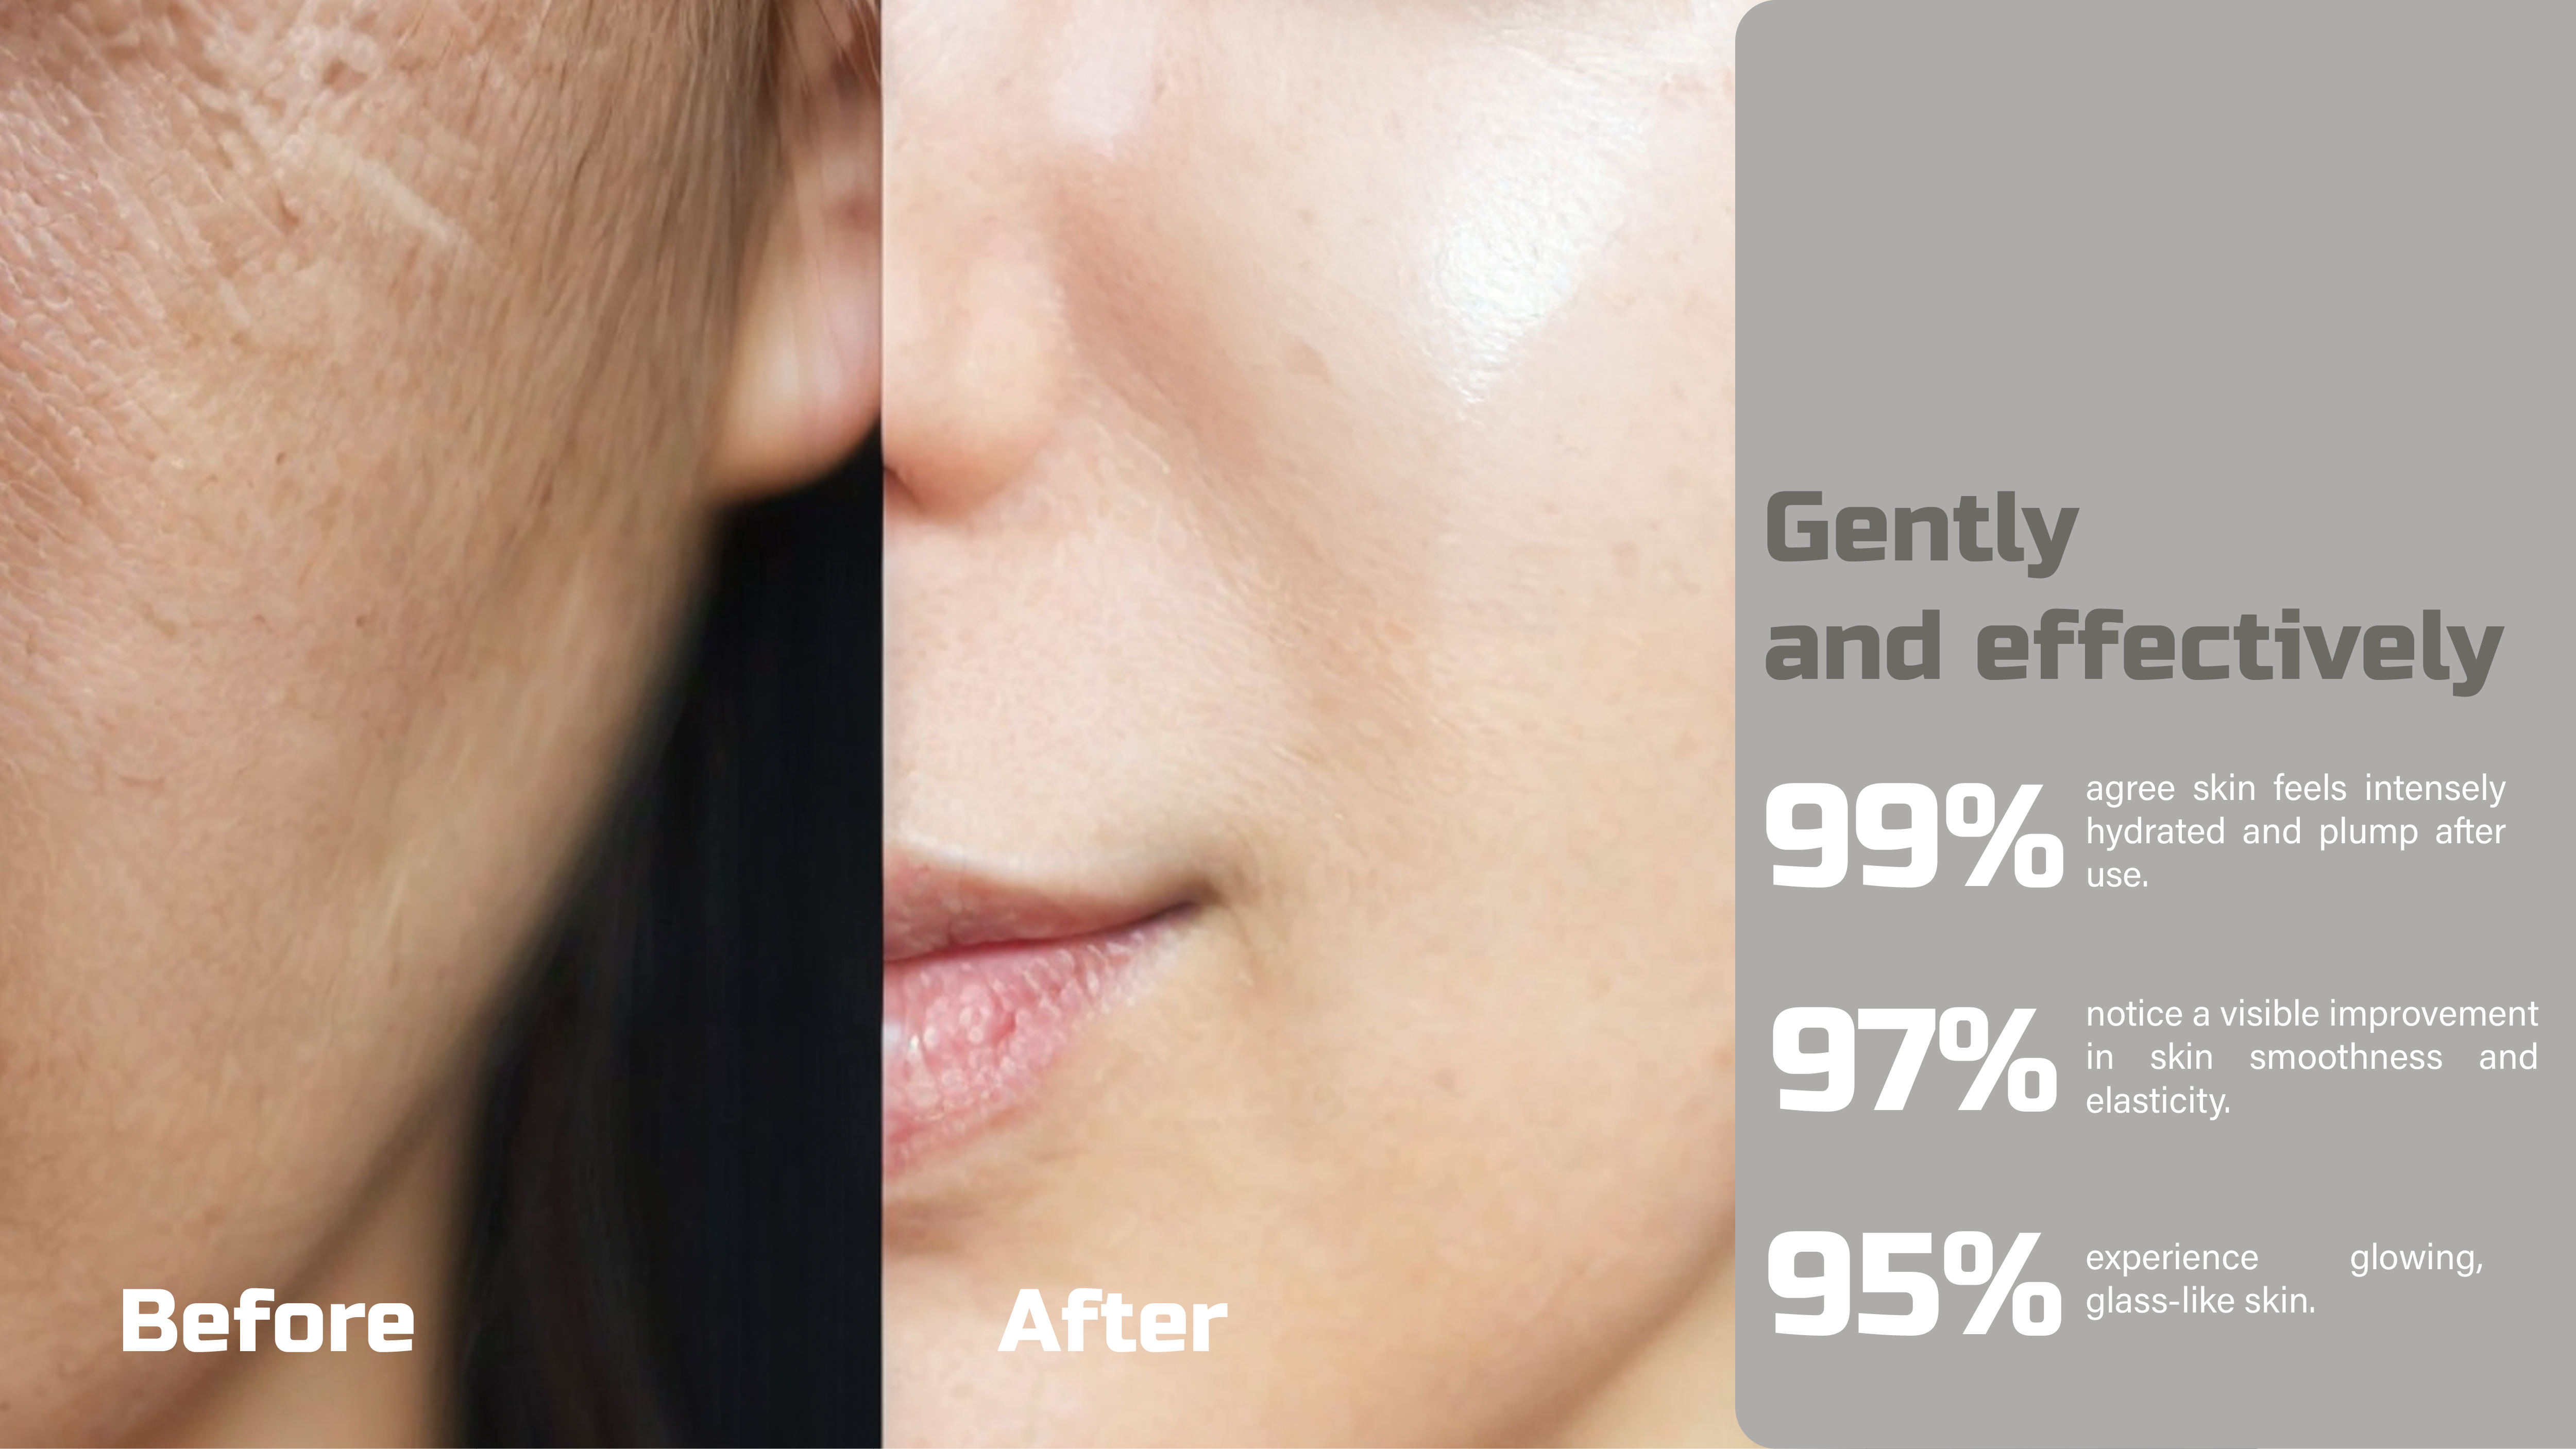 Before
After
Gently
and effectively
99%
agree skin feels intensely
hydrated and plump after
use.
97%
notice a visible improvement
in skin smoothness and
elasticity.
95%
experience glowing,
glass-like skin.